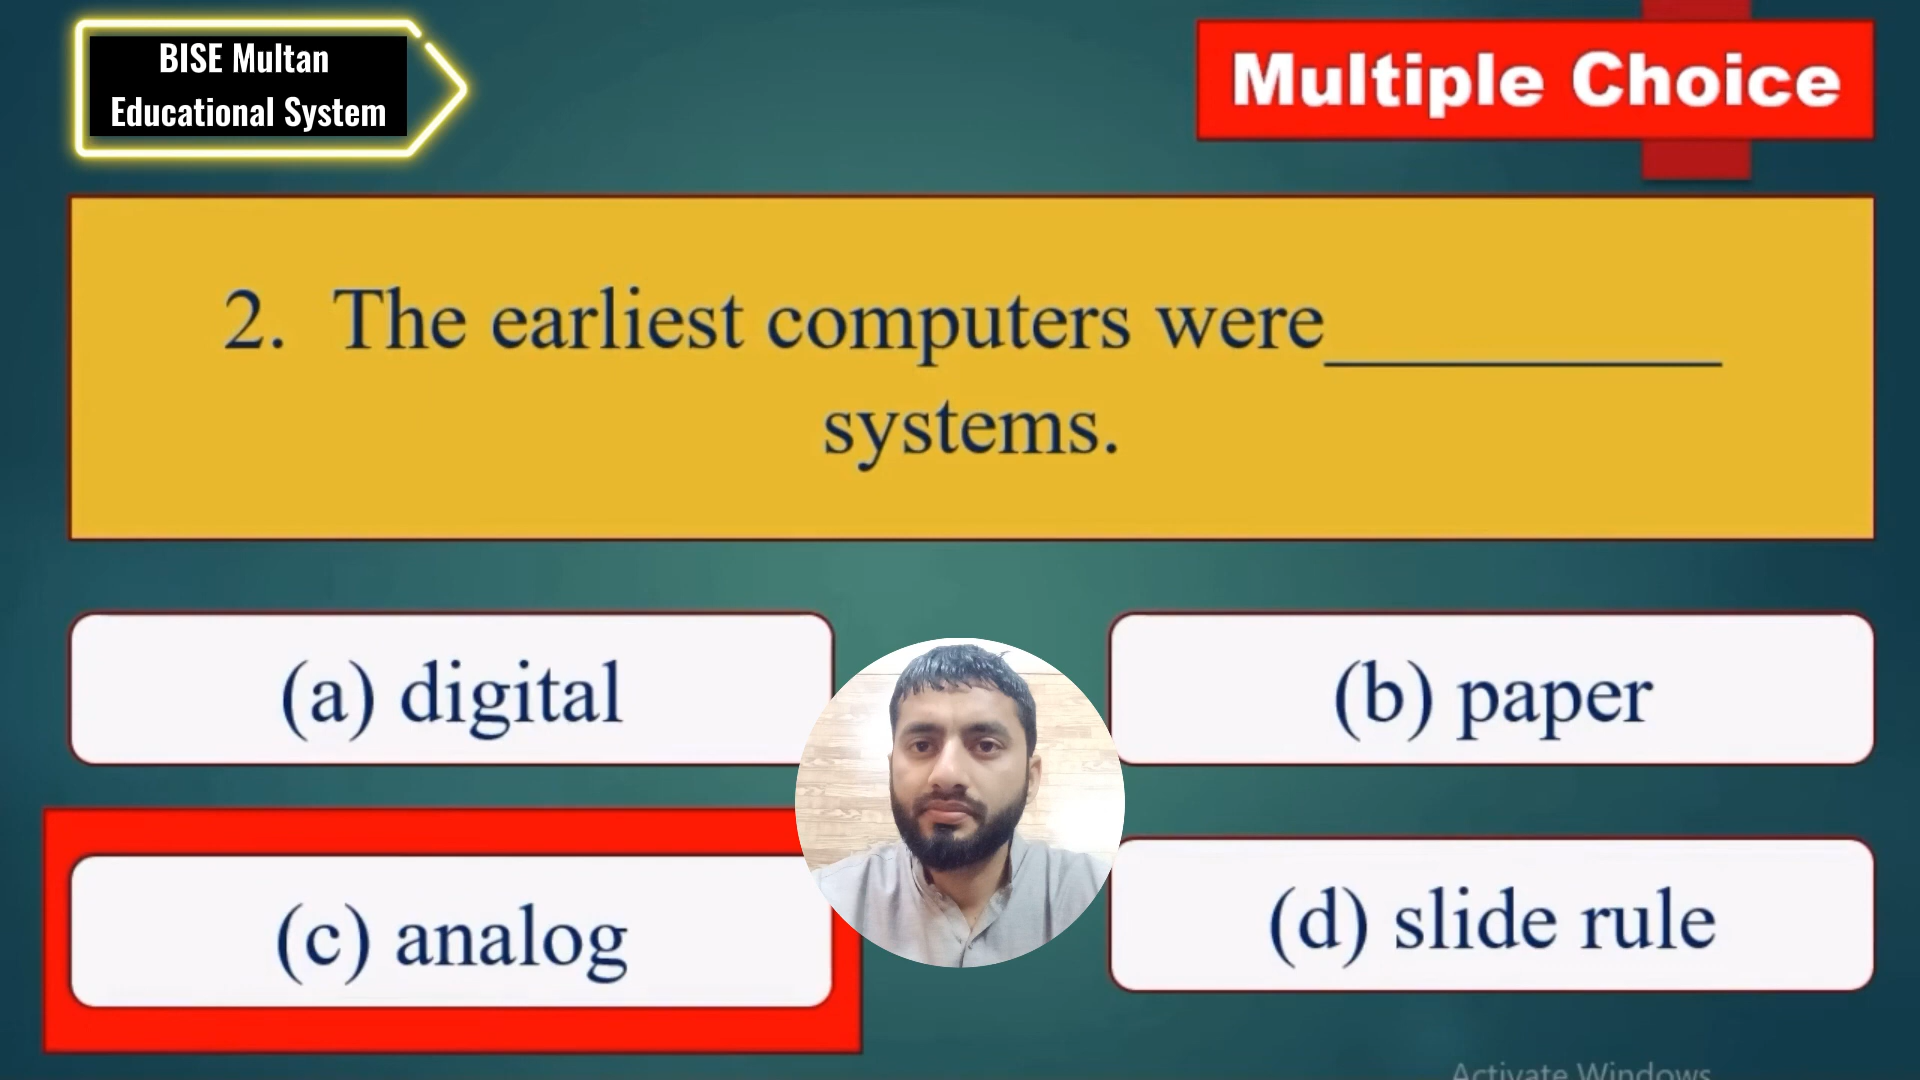 BISE Multan
Educational System
Multiple Choice
2. The earliest computers were__________
systems.
(a) digital
(b) paper
(c) analog
(d) slide rule
Activate Windows